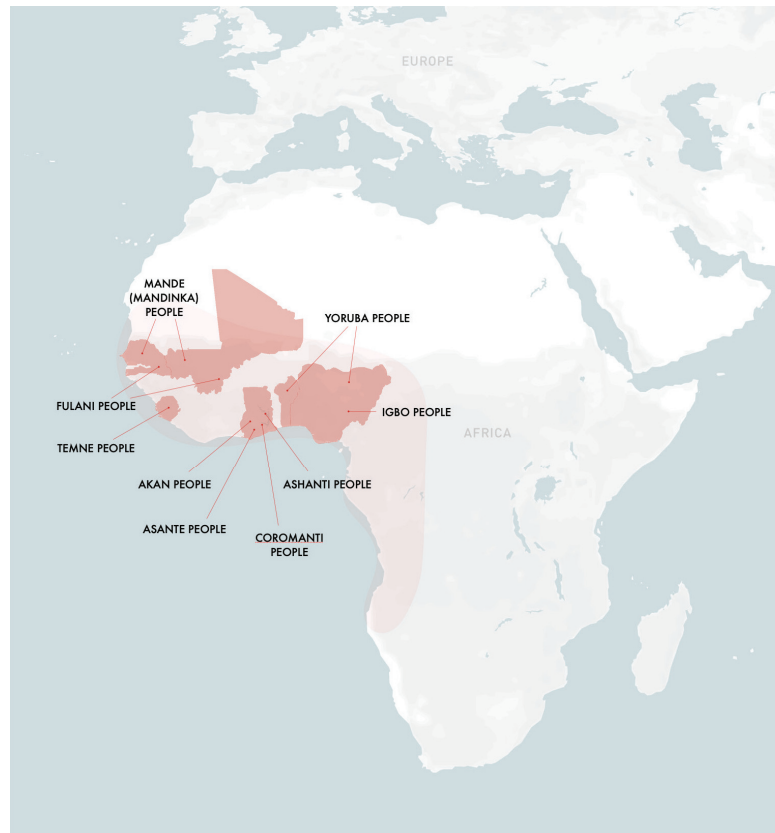 EUROPE
MANDE
(MANDINKA)
PEOPLE
YORUBA PEOPLE
FULANI PEOPLE
IGBO PEOPLE
AFRICA
TEMNE PEOPLE
AKAN PEOPLE
ASHANTI PEOPLE
ASANTE PEOPLE
COROMANTI
PEOPLE